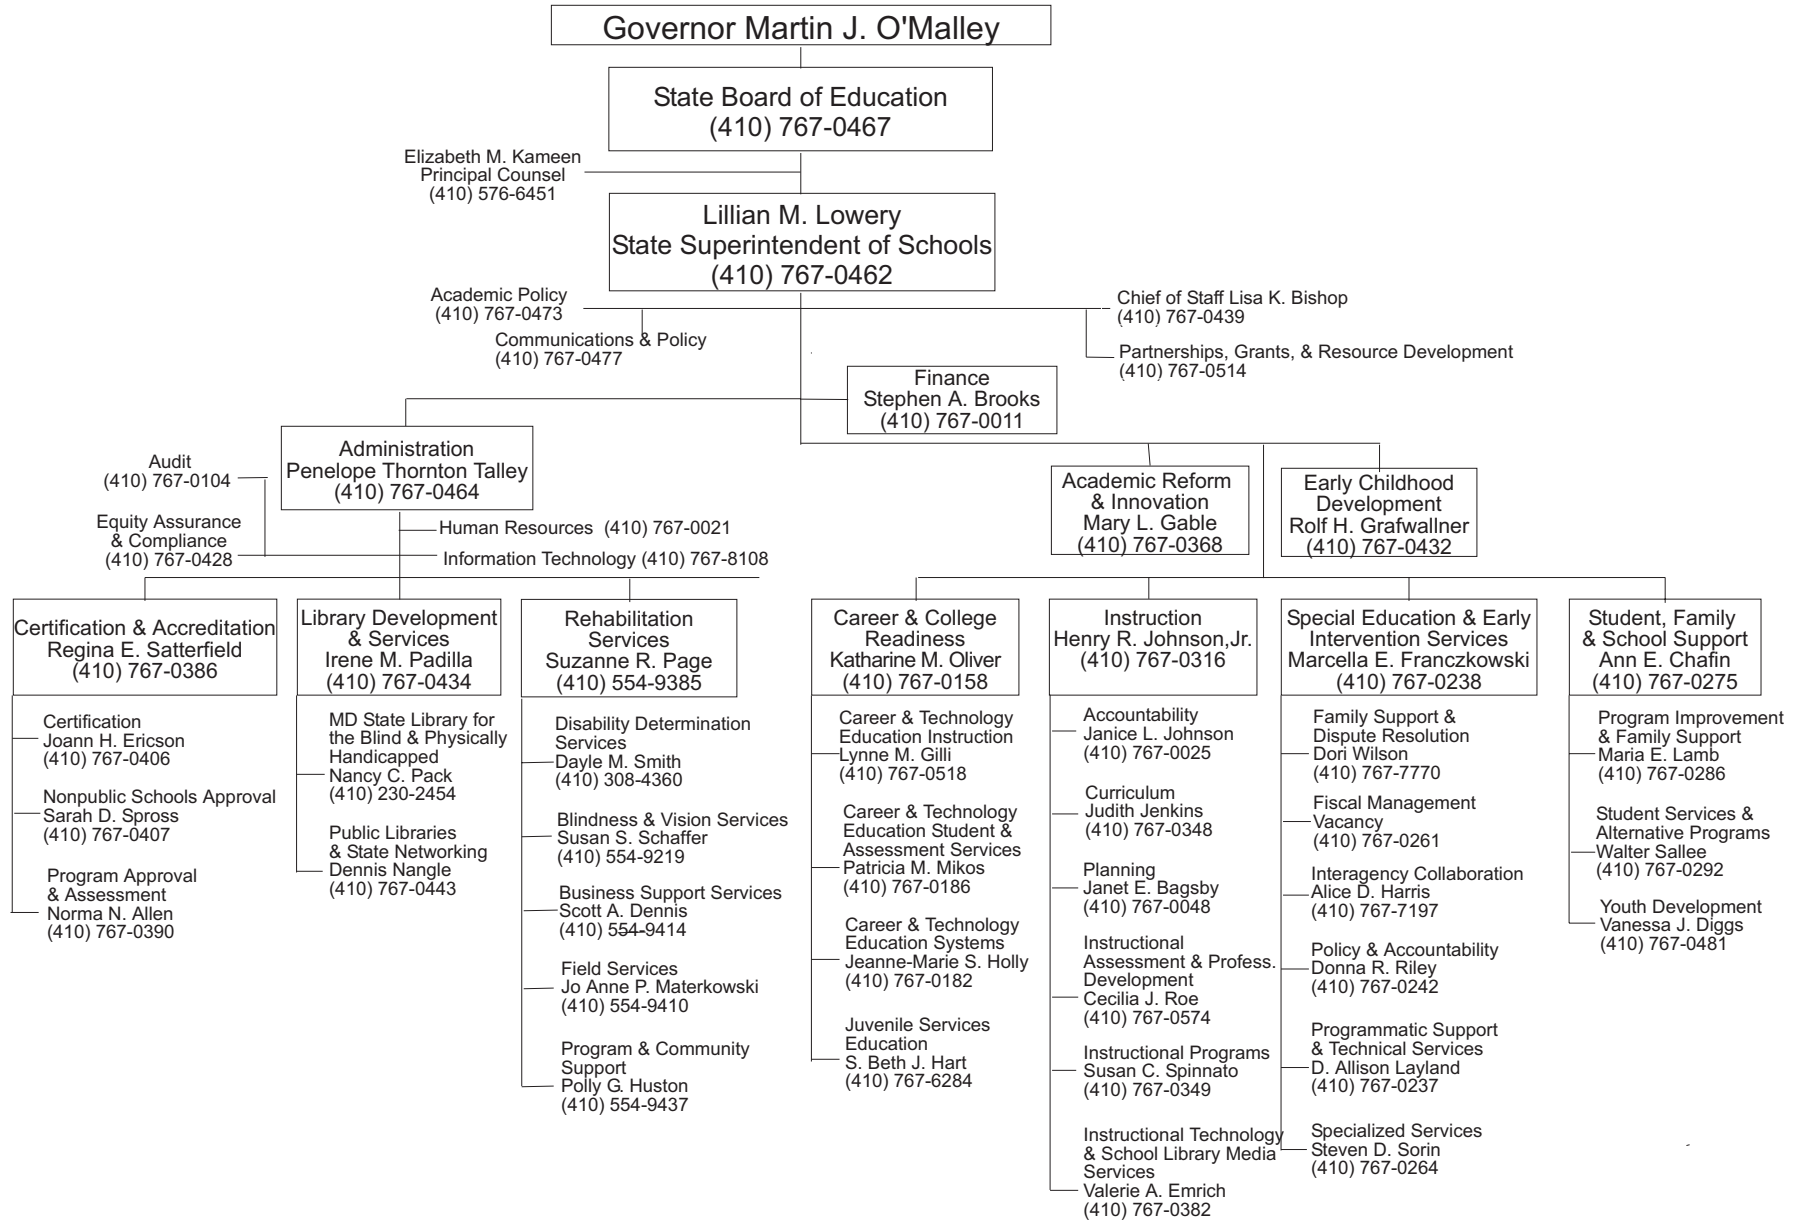 Governor Martin J. O'Malley
State Board of Education
(410) 767-0467
Elizabeth M. Kameen
Principal Counsel
(410) 576-6451
Lillian M. Lowery
State Superintendent of Schools
(410) 767-0462
Academic Policy
(410) 767-0473
Communications & Policy
(410) 767-0477
Chief of Staff Lisa K. Bishop
(410) 767-0439
Partnerships, Grants, & Resource Development
(410) 767-0514
Finance
Stephen A. Brooks
(410) 767-0011
Administration
Penelope Thornton Talley
(410) 767-0464
Audit
(410) 767-0104
Equity Assurance
& Compliance
(410) 767-0428
Human Resources (410) 767-0021
Information Technology (410) 767-8108
Academic Reform
& Innovation
Mary L. Gable
(410) 767-0368
Early Childhood
Development
Rolf H. Grafwallner
(410) 767-0432
Certification & Accreditation
Regina E. Satterfield
(410) 767-0386
Certification
Joann H. Ericson
(410) 767-0406
Nonpublic Schools Approval
Sarah D. Spross
(410) 767-0407
Program Approval
& Assessment
Norma N. Allen
(410) 767-0390
Library Development
& Services
Irene M. Padilla
(410) 767-0434
MD State Library for
the Blind & Physically
Handicapped
Nancy C. Pack
(410) 230-2454
Public Libraries
& State Networking
Dennis Nangle
(410) 767-0443
Rehabilitation
Services
Suzanne R. Page
(410) 554-9385
Disability Determination
Services
Dayle M. Smith
(410) 308-4360
Blindness & Vision Services
Susan S. Schaffer
(410) 554-9219
Business Support Services
Scott A. Dennis
(410) 554-9414
Field Services
Jo Anne P. Materkowski
(410) 554-9410
Program & Community
Support
Polly G. Huston
(410) 554-9437
Career & College
Readiness
Katharine M. Oliver
(410) 767-0158
Career & Technology
Education Instruction
Lynne M. Gilli
(410) 767-0518
Career & Technology
Education Student &
Assessment Services
Patricia M. Mikos
(410) 767-0186
Career & Technology
Education Systems
Jeanne-Marie S. Holly
(410) 767-0182
Juvenile Services
Education
S. Beth J. Hart
(410) 767-6284
Instruction
Henry R. Johnson,Jr.
(410) 767-0316
Accountability
Janice L. Johnson
(410) 767-0025
Curriculum
Judith Jenkins
(410) 767-0348
Planning
Janet E. Bagsby
(410) 767-0048
Instructional
Assessment & Profess.
Development
Cecilia J. Roe
(410) 767-0574
Instructional Programs
Susan C. Spinnato
(410) 767-0349
Instructional Technology
& School Library Media
Services
Valerie A. Emrich
(410) 767-0382
Special Education & Early
Intervention Services
Marcella E. Franczkowski
(410) 767-0238
Family Support &
Dispute Resolution
Dori Wilson
(410) 767-7770
Fiscal Management
Vacancy
(410) 767-0261
Interagency Collaboration
Alice D. Harris
(410) 767-7197
Policy & Accountability
Donna R. Riley
(410) 767-0242
Programmatic Support
& Technical Services
D. Allison Layland
(410) 767-0237
Specialized Services
Steven D. Sorin
(410) 767-0264
Student, Family
& School Support
Ann E. Chafin
(410) 767-0275
Program Improvement
& Family Support
Maria E. Lamb
(410) 767-0286
Student Services &
Alternative Programs
Walter Sallee
(410) 767-0292
Youth Development
Vanessa J. Diggs
(410) 767-0481